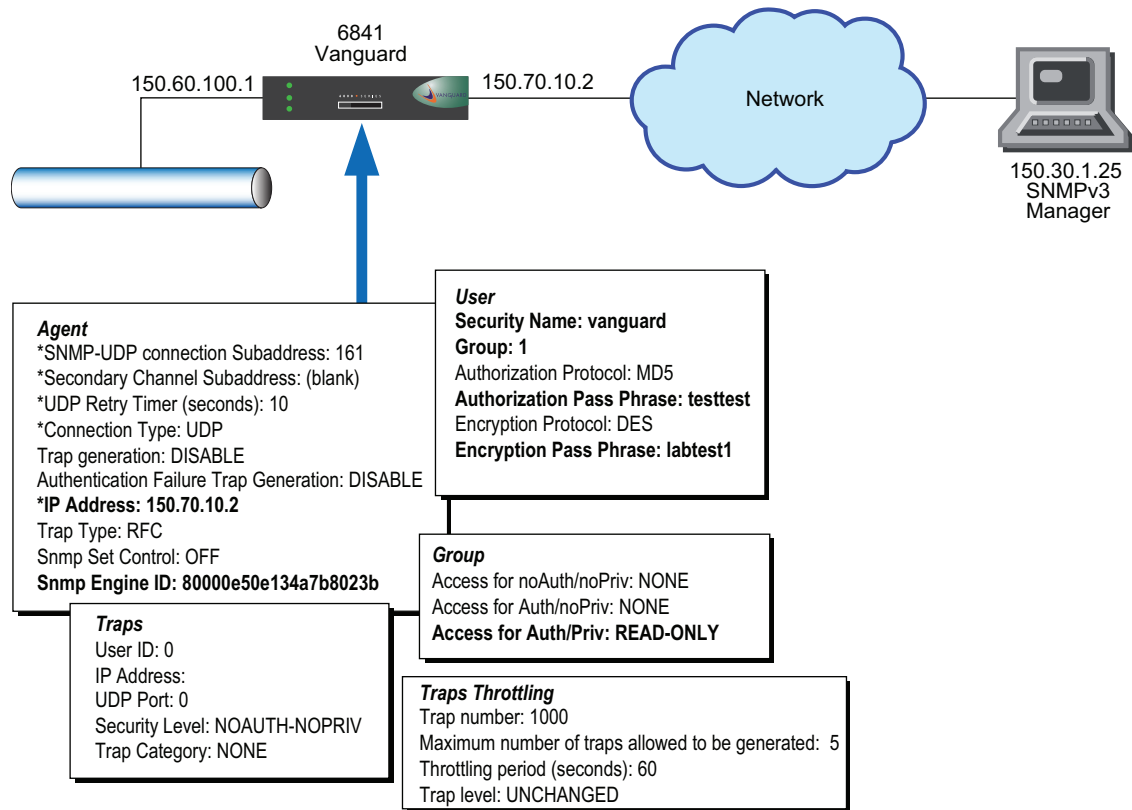 6841
Vanguard
150.60.100.1
150.70.10.2
VANGUARD
Network
150.30.1.25
SNMPv3
Manager
Agent
*SNMP-UDP connection Subaddress: 161
*Secondary Channel Subaddress: (blank)
*UDP Retry Timer (seconds): 10
*Connection Type: UDP
Trap generation: DISABLE
Authentication Failure Trap Generation: DISABLE
*IP Address: 150.70.10.2
Trap Type: RFC
Snmp Set Control: OFF
Snmp Engine ID: 80000e50e134a7b8023b
User
Security Name: vanguard
Group: 1
Authorization Protocol: MD5
Authorization Pass Phrase: testtest
Encryption Protocol: DES
Encryption Pass Phrase: labtest1
Group
Access for noAuth/noPriv: NONE
Access for Auth/noPriv: NONE
Access for Auth/Priv: READ-ONLY
Traps
User ID: 0
IP Address:
UDP Port: 0
Security Level: NOAUTH-NOPRIV
Trap Category: NONE
Traps Throttling
Trap number: 1000
Maximum number of traps allowed to be generated: 5
Throttling period (seconds): 60
Trap level: UNCHANGED